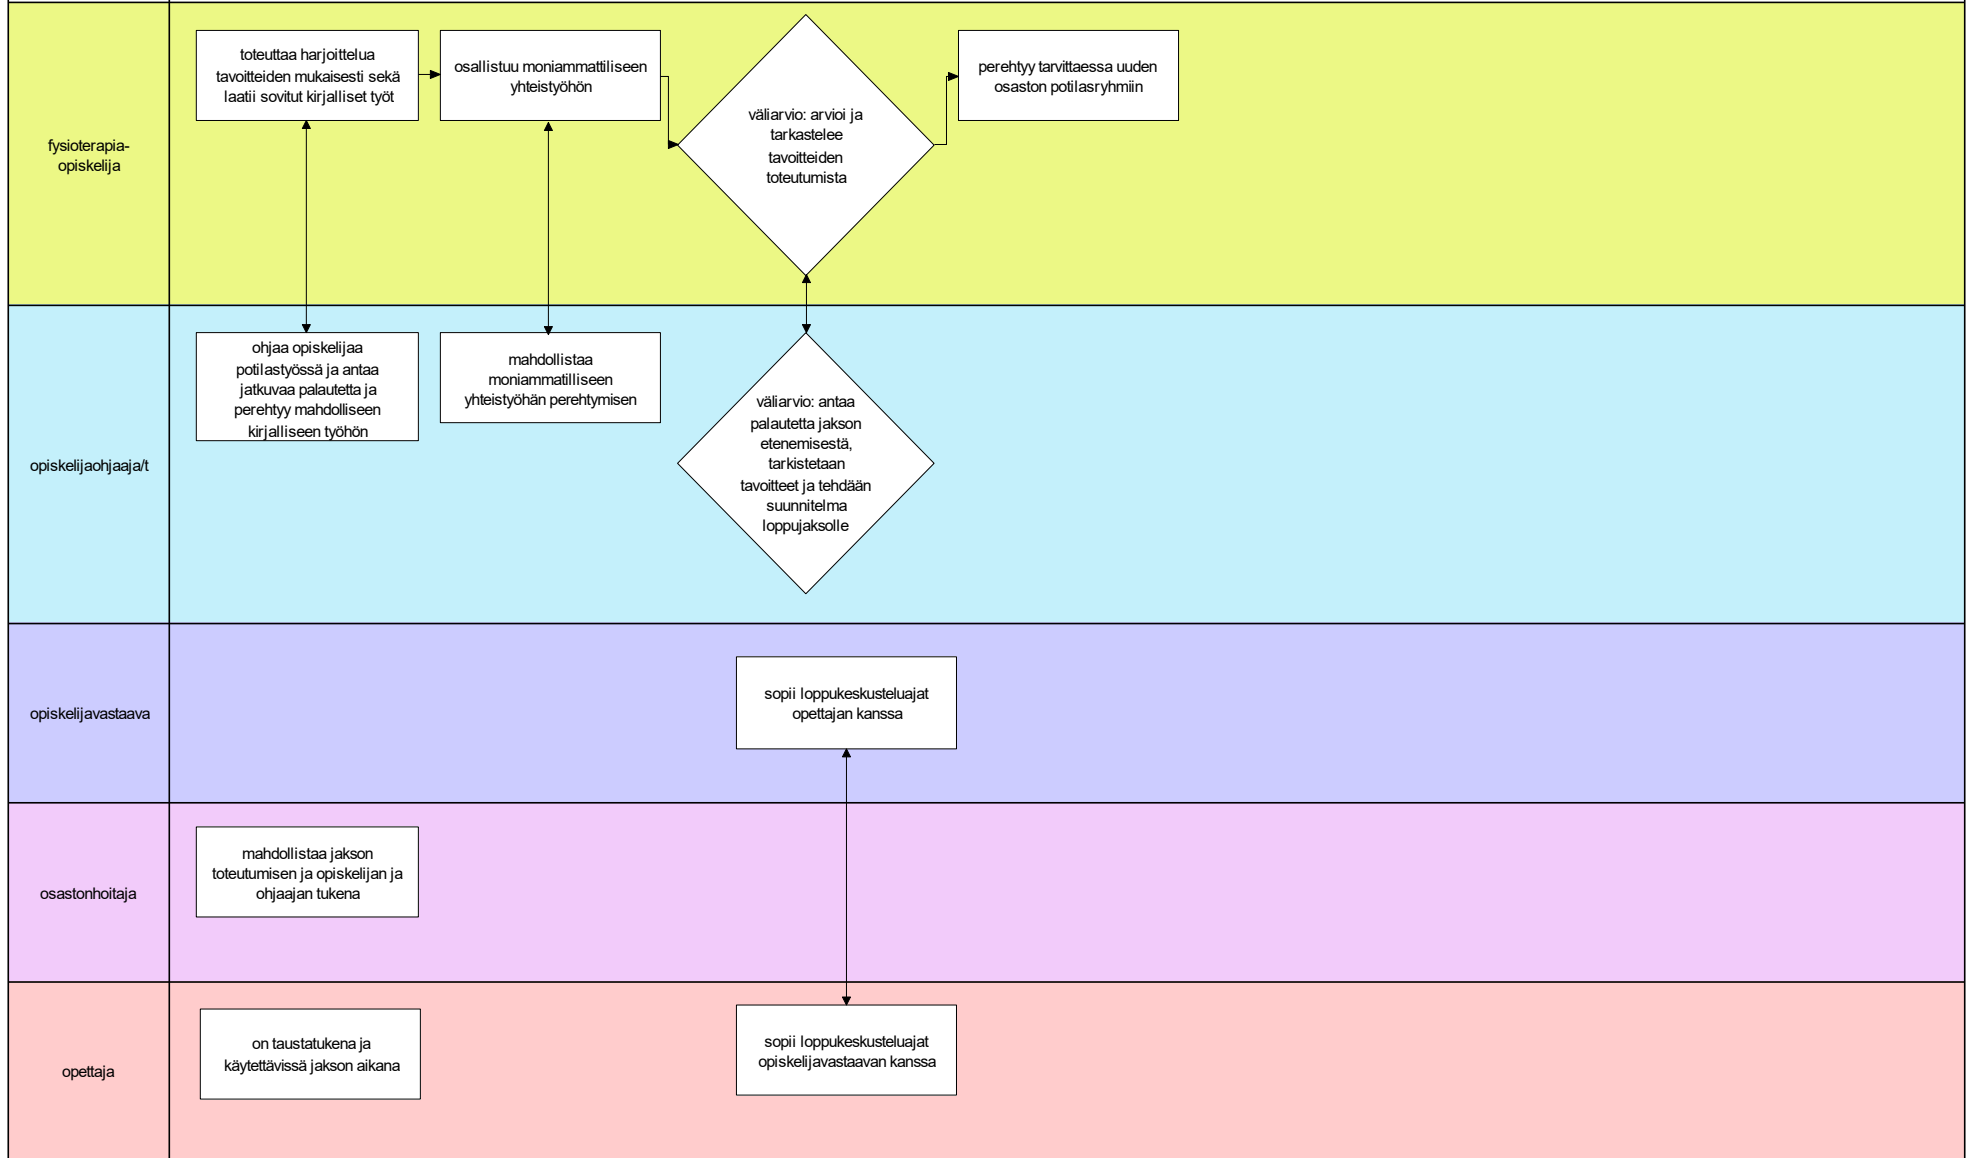 fysioterapia-
opiskelija
toteuttaa harjoittelua
tavoitteiden mukaisesti sekä
laatii sovitut kirjalliset työt
osallistuu moniammattiliseen
yhteistyöhön
väliarvio: arvioi ja
tarkastelee
tavoitteiden
toteutumista
perehtyy tarvittaessa uuden
osaston potilasryhmiin
opiskelijaohjaaja/t
ohjaa opiskelijaa
potilastyössä ja antaa
jatkuvaa palautetta ja
perehtyy mahdolliseen
kirjalliseen työhön
mahdollistaa
moniammatilliseen
yhteistyöhän perehtymisen
väliarvio: antaa
palautetta jakson
etenemisestä,
tarkistetaan
tavoitteet ja tehdään
suunnitelma
loppujaksolle
opiskelijavastaava
sopii loppukeskusteluajat
opettajan kanssa
osastonhoitaja
mahdollistaa jakson
toteutumisen ja opiskelijan ja
ohjaajan tukena
opettaja
on taustatukena ja
käytettävissä jakson aikana
sopii loppukeskusteluajat
opiskelijavastaavan kanssa